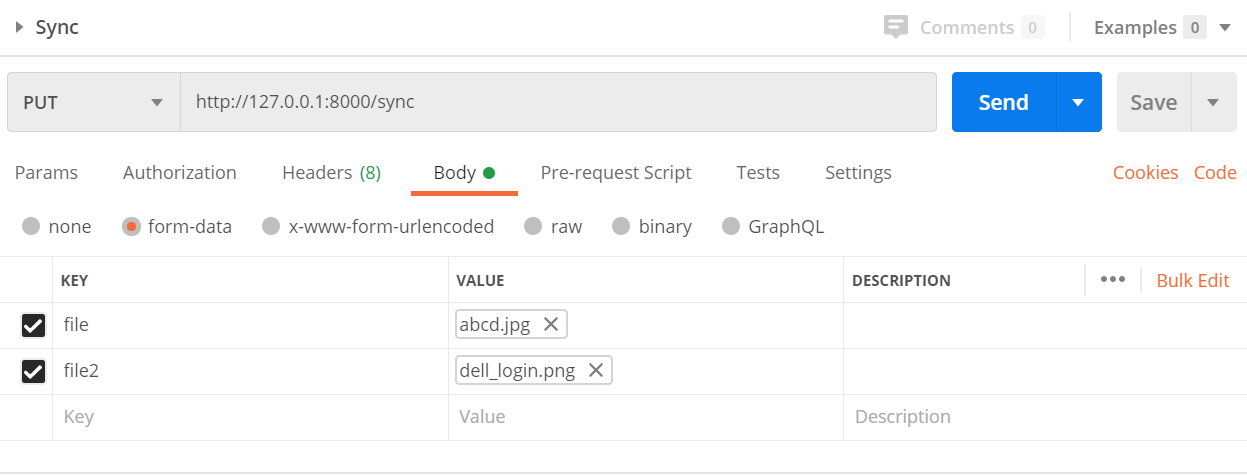 Sync Comments 0 Examples 0
PUT http://127.0.0.1:8000/sync Send Save
Params Authorization Headers (8) Body Pre-request Script Tests Settings Cookies Code
none form-data x-www-form-urlencoded raw binary GraphQL
KEY VALUE DESCRIPTION ••• Bulk Edit
file abcd.jpg
file2 dell_login.png
Key Value Description